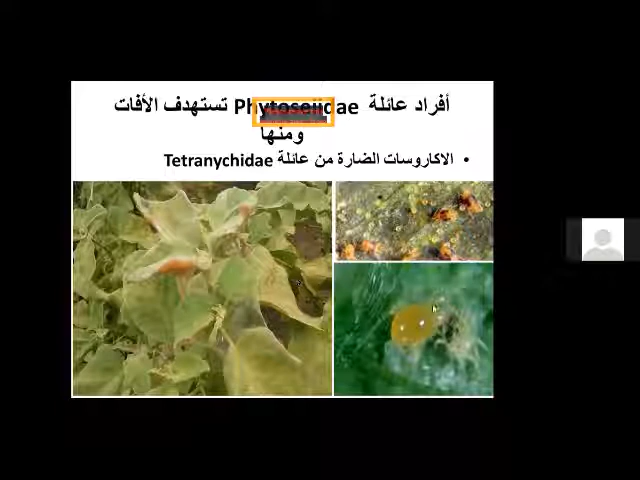 أفراد عائلة Phytoseiidae تستهدف الأفات
ومنها
• الاكاروسات الضارة من عائلة Tetranychidae